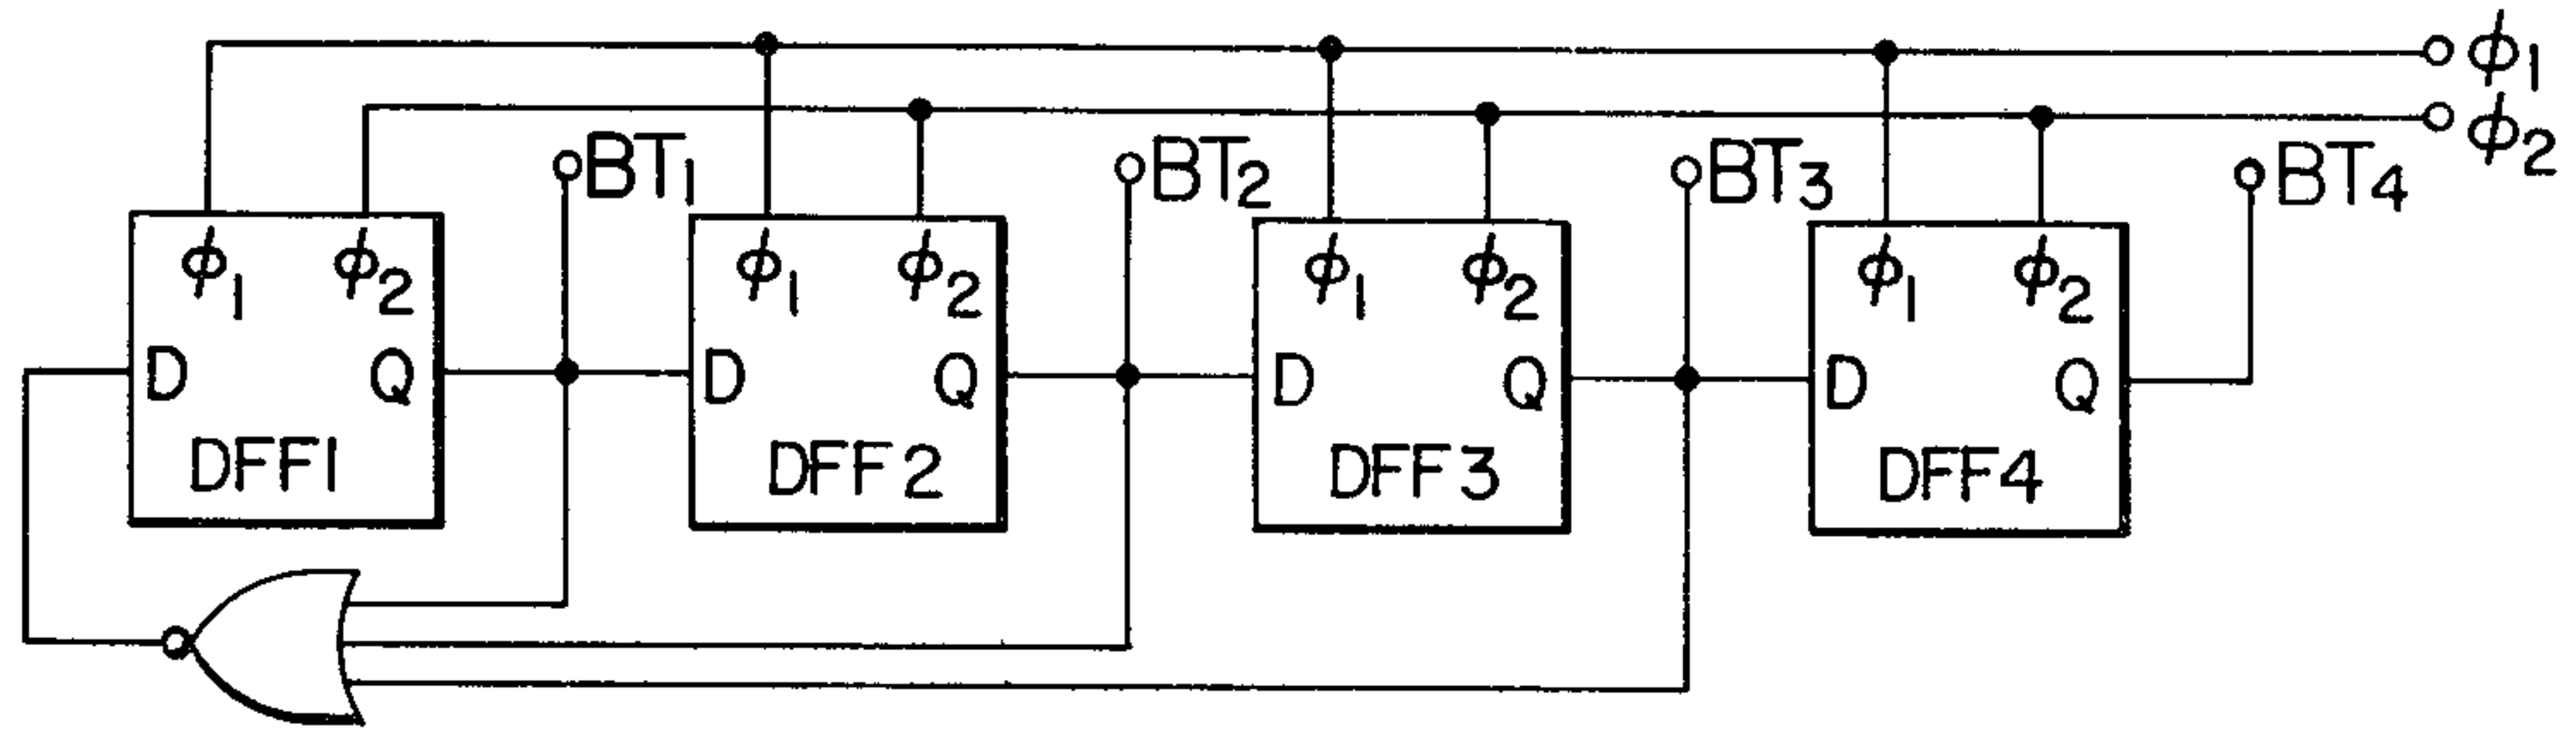 ϕ1
ϕ2
BT1 BT2 BT3 BT4
ϕ1 ϕ2 ϕ1 ϕ2 ϕ1 ϕ2 ϕ1 ϕ2
D Q D Q D Q D Q
DFF1 DFF2 DFF3 DFF4